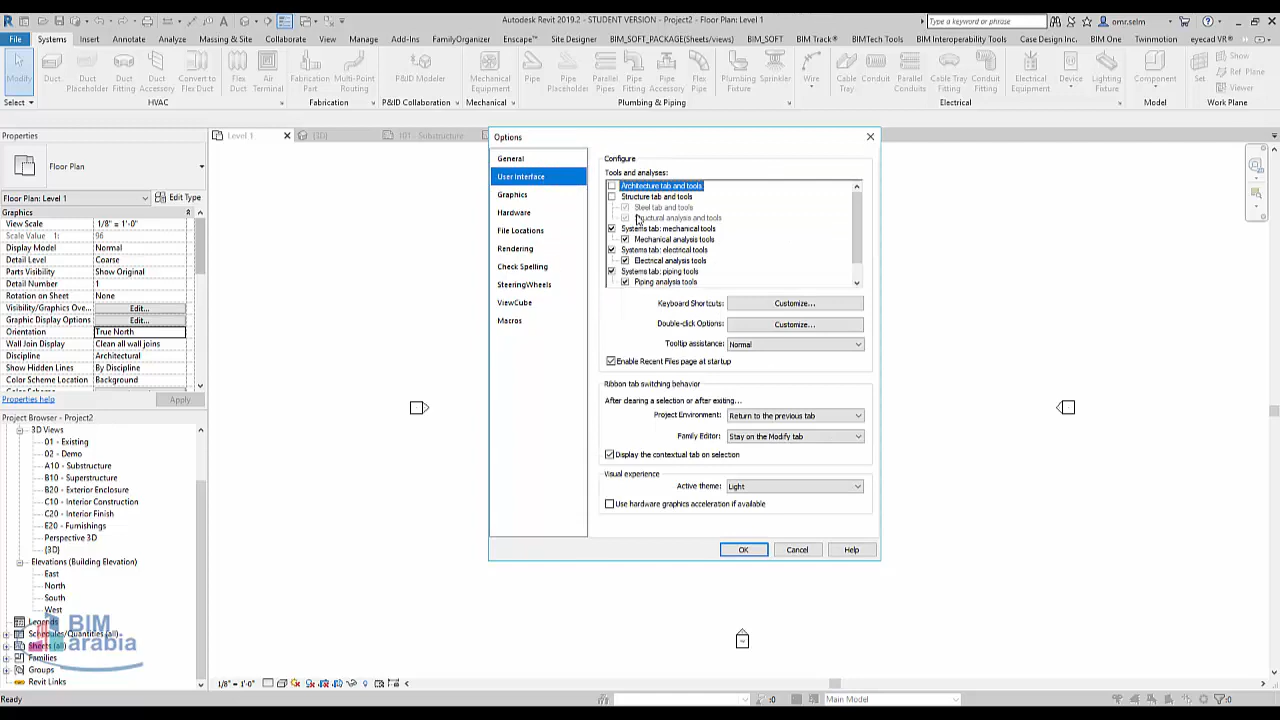 Autodesk Revit 2019.2 - STUDENT VERSION - Project2 - Floor Plan: Level 1
Type a keyword or phrase
omr.selm
File Systems Insert Annotate Analyze Massing & Site Collaborate View Manage Add-Ins FamilyOrganizer Enscape™ Site Designer BIM_SOFT_PACKAGE(Sheets/views) BIM_SOFT BIM Track® BIMTech Tools BIM Interoperability Tools Case Design Inc. BIM One Twinmotion eyecad VR®
Modify
Duct
Duct Placeholder
Duct Fitting
Duct Accessory
Convert to Flex Duct
Flex Duct
Air Terminal
Fabrication Part
Multi-Point Routing
P&ID Modeler
Mechanical Equipment
Pipe
Pipe Placeholder
Parallel Pipes
Pipe Fitting
Pipe Accessory
Flex Pipe
Plumbing Fixture
Sprinkler
Wire
Cable Tray
Conduit
Parallel Conduits
Cable Tray Fitting
Conduit Fitting
Electrical Equipment
Device
Lighting Fixture
Component
Set
Show
Ref Plane
Viewer
Select HVAC Fabrication P&ID Collaboration Mechanical Plumbing & Piping Electrical Model Work Plane
Properties
Level 1
{3D}
101 - Substructure
Floor Plan
Floor Plan: Level 1
Edit Type
Graphics
View Scale 1/8" = 1'-0"
Scale Value 1: 96
Display Model Normal
Detail Level Coarse
Parts Visibility Show Original
Detail Number 1
Rotation on Sheet None
Visibility/Graphics Ove... Edit...
Graphic Display Options Edit...
Orientation True North
Wall Join Display Clean all wall joins
Discipline Architectural
Show Hidden Lines By Discipline
Color Scheme Location Background
Properties help
Apply
Project Browser - Project2
3D Views
01 - Existing
02 - Demo
A10 - Substructure
B10 - Superstructure
B20 - Exterior Enclosure
C10 - Interior Construction
C20 - Interior Finish
E20 - Furnishings
Perspective 3D
{3D}
Elevations (Building Elevation)
East
North
South
West
Legends
Schedules/Quantities (all)
Sheets (all)
Families
Groups
Revit Links
BIM
arabia
Options
General
User Interface
Graphics
Hardware
File Locations
Rendering
Check Spelling
SteeringWheels
ViewCube
Macros
Configure
Tools and analyses:
Architecture tab and tools
Structure tab and tools
Steel tab and tools
Structural analysis and tools
Systems tab: mechanical tools
Mechanical analysis tools
Systems tab: electrical tools
Electrical analysis tools
Systems tab: piping tools
Piping analysis tools
Keyboard Shortcuts: Customize...
Double-click Options: Customize...
Tooltip assistance: Normal
Enable Recent Files page at startup
Ribbon tab switching behavior
After clearing a selection or after exiting...
Project Environment: Return to the previous tab
Family Editor: Stay on the Modify tab
Display the contextual tab on selection
Visual experience
Active theme: Light
Use hardware graphics acceleration if available
OK
Cancel
Help
1/8" = 1'-0"
Ready
:0
Main Model
:0